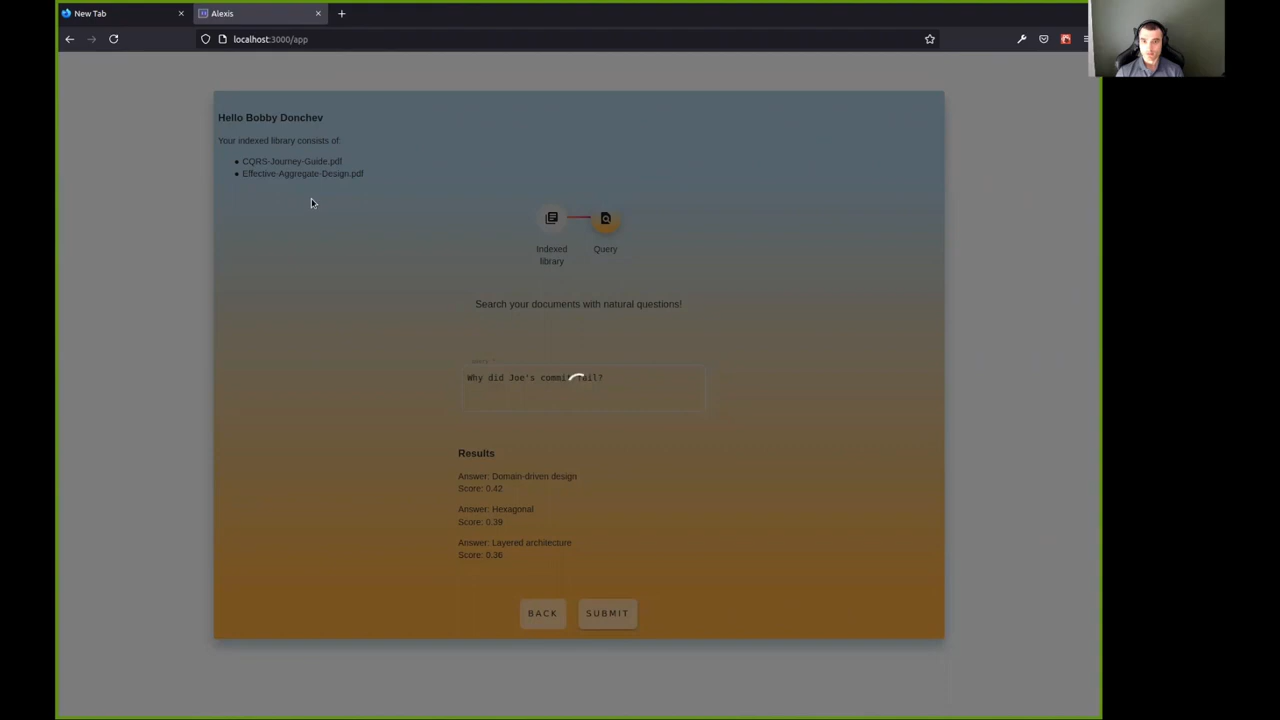 New Tab
Alexis
localhost:3000/app
Hello Bobby Donchev
Your indexed library consists of:
CQRS-Journey-Guide.pdf
Effective-Aggregate-Design.pdf
Indexed
library
Query
Search your documents with natural questions!
Query *
Why did Joe's commit fail?
Results
Answer: Domain-driven design
Score: 0.42
Answer: Hexagonal
Score: 0.39
Answer: Layered architecture
Score: 0.36
BACK
SUBMIT